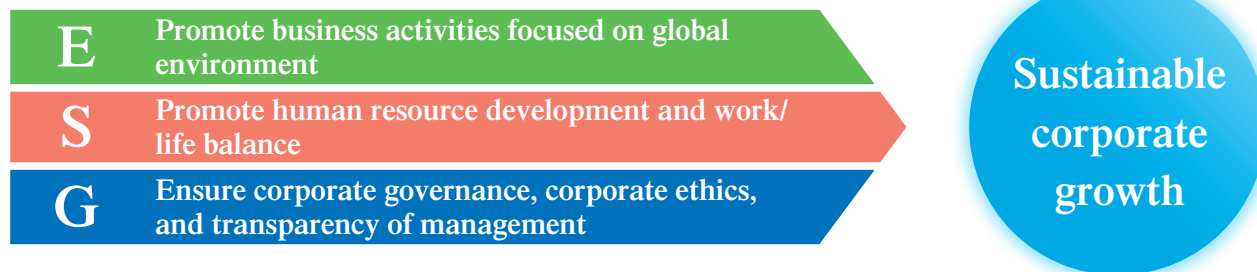 E
Promote business activities focused on global
environment
S
Promote human resource development and work/
life balance
G
Ensure corporate governance, corporate ethics,
and transparency of management
Sustainable
corporate
growth